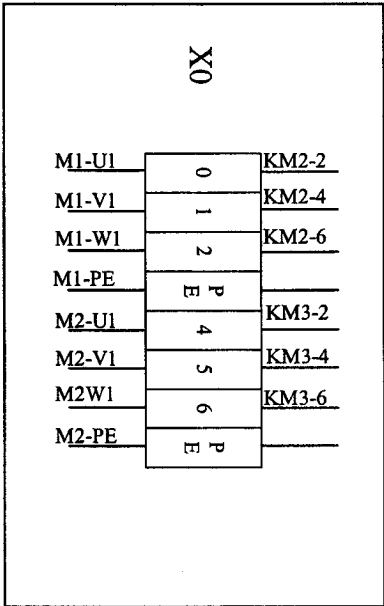 X0
M1-U1 0 KM2-2
M1-V1 1 KM2-4
M1-W1 2 KM2-6
M1-PE PE
M2-U1 4 KM3-2
M2-V1 5 KM3-4
M2W1 6 KM3-6
M2-PE PE